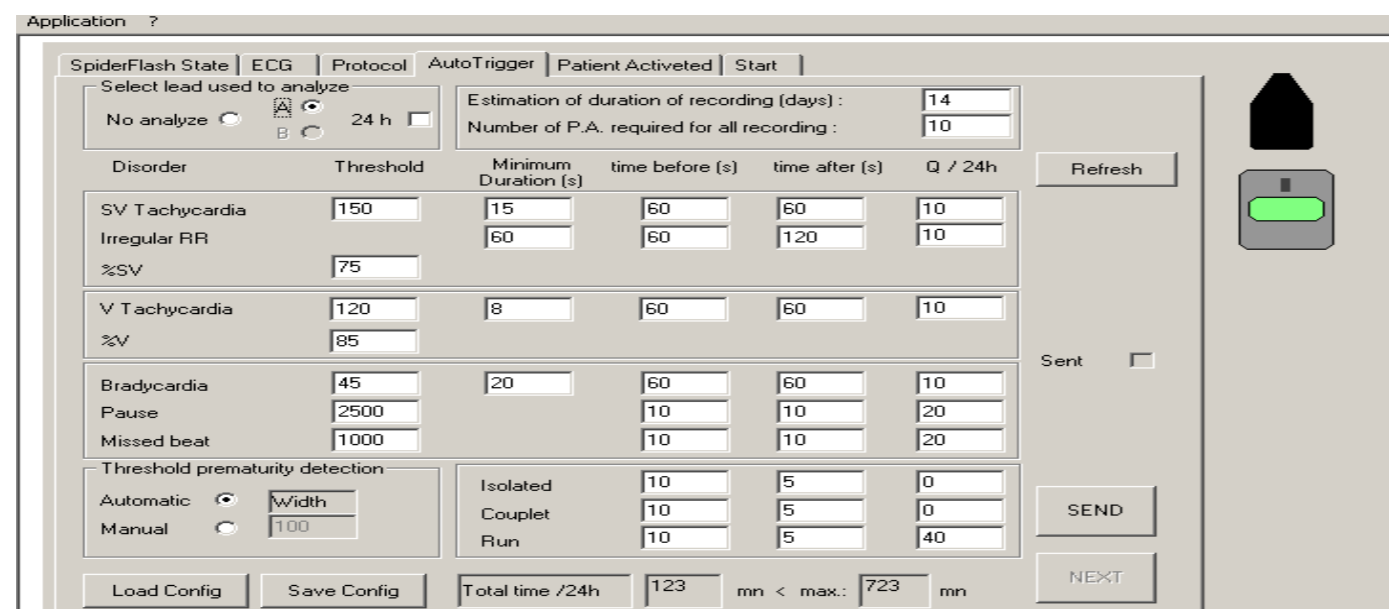 Application ?
SpiderFlash State ECG Protocol AutoTrigger Patient Activeted Start
Select lead used to analyze
No analyze A B 24 h
Estimation of duration of recording (days) : 14
Number of P.A. required for all recording : 10
Disorder Threshold Minimum Duration (s) time before (s) time after (s) Q / 24h Refresh
SV Tachycardia 150 15 60 60 10
Irregular RR 60 60 120 10
%SV 75
V Tachycardia 120 8 60 60 10
%V 85
Sent
Bradycardia 45 20 60 60 10
Pause 2500 10 10 20
Missed beat 1000 10 10 20
Threshold prematurity detection
Automatic Width
Manual 100
Isolated 10 5 0
Couplet 10 5 0
Run 10 5 40
SEND
NEXT
Load Config Save Config Total time /24h 123 mn < max.: 723 mn